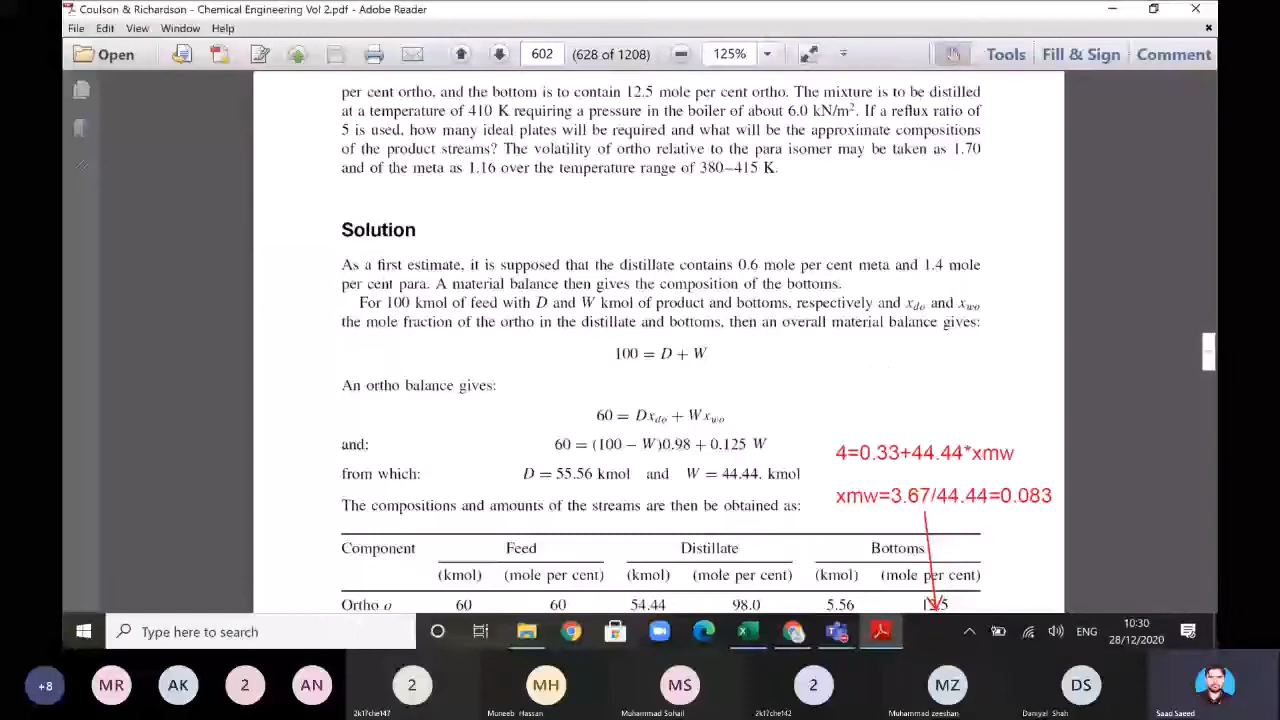 Coulson & Richardson - Chemical Engineering Vol 2.pdf - Adobe Reader
File Edit View Window Help
Open 602 (628 of 1208) 125% Tools Fill & Sign Comment
per cent ortho, and the bottom is to contain 12.5 mole per cent ortho. The mixture is to be distilled
at a temperature of 410 K requiring a pressure in the boiler of about 6.0 kN/m². If a reflux ratio of
5 is used, how many ideal plates will be required and what will be the approximate compositions
of the product streams? The volatility of ortho relative to the para isomer may be taken as 1.70
and of the meta as 1.16 over the temperature range of 380–415 K.
Solution
As a first estimate, it is supposed that the distillate contains 0.6 mole per cent meta and 1.4 mole
per cent para. A material balance then gives the composition of the bottoms.
For 100 kmol of feed with D and W kmol of product and bottoms, respectively and xdo and xwo
the mole fraction of the ortho in the distillate and bottoms, then an overall material balance gives:
100 = D + W
An ortho balance gives:
60 = Dxdo + Wxwo
and: 60 = (100 − W)0.98 + 0.125 W
4=0.33+44.44*xmw
from which: D = 55.56 kmol and W = 44.44. kmol
xmw=3.67/44.44=0.083
The compositions and amounts of the streams are then be obtained as:
Component Feed Distillate Bottoms
(kmol) (mole per cent) (kmol) (mole per cent) (kmol) (mole per cent)
Ortho o 60 60 54.44 98.0 5.56 12.5
Type here to search ENG 10:30
28/12/2020
+8 MR AK 2 AN 2 MH MS 2 MZ DS
2k17che147 Muneeb Hassan Muhammad Sohail 2k17che142 Muhammad zeeshan Daniyal Shah Saad Saeed